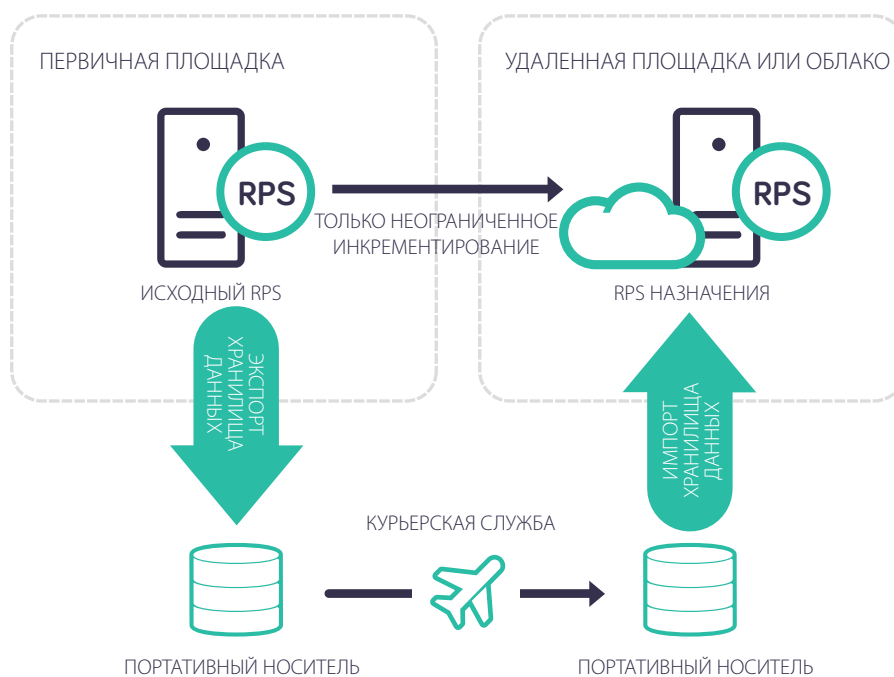 ПЕРВИЧНАЯ ПЛОЩАДКА
УДАЛЕННАЯ ПЛОЩАДКА ИЛИ ОБЛАКО
RPS
RPS
ТОЛЬКО НЕОГРАНИЧЕННОЕ
ИНКРЕМЕНТИРОВАНИЕ
ИСХОДНЫЙ RPS
RPS НАЗНАЧЕНИЯ
ЭКСПОРТ
ХРАНИЛИЩА
ДАННЫХ
ИМПОРТ
ХРАНИЛИЩА
ДАННЫХ
КУРЬЕРСКАЯ СЛУЖБА
ПОРТАТИВНЫЙ НОСИТЕЛЬ
ПОРТАТИВНЫЙ НОСИТЕЛЬ